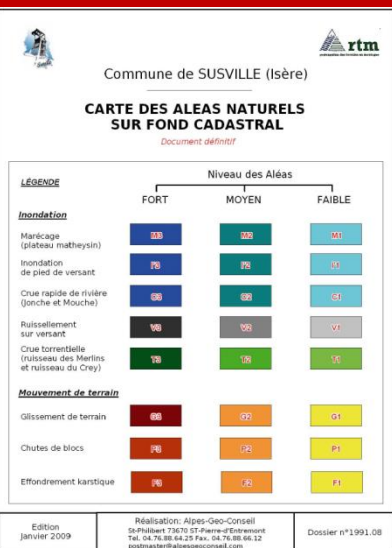 rtm
Commune de SUSVILLE (Isère)
CARTE DES ALEAS NATURELS
SUR FOND CADASTRAL
Document définitif
LÉGENDE
Niveau des Aléas
FORT MOYEN FAIBLE
Inondation
Marécage
(plateau matheysin)
M3 M2 M1
Inondation
de pied de versant
I'2 I'1
Crue rapide de rivière
(Jonche et Mouche)
C3 C2 C1
Ruissellement
sur versant
V3 V2 V1
Crue torrentielle
(ruisseau des Merlins
et ruisseau du Crey)
T3 T2 T1
Mouvement de terrain
Glissement de terrain
G3 G2 G1
Chutes de blocs
P3 P2 P1
Effondrement karstique
F3 F2 F1
Edition
Janvier 2009
Réalisation: Alpes-Geo-Conseil
St-Philibert 73670 ST-Pierre-d'Entremont
Tel. 04.76.88.64.25 Fax. 04.76.88.66.12
postmaster@alpesgeoconseil.com
Dossier n°1991.08